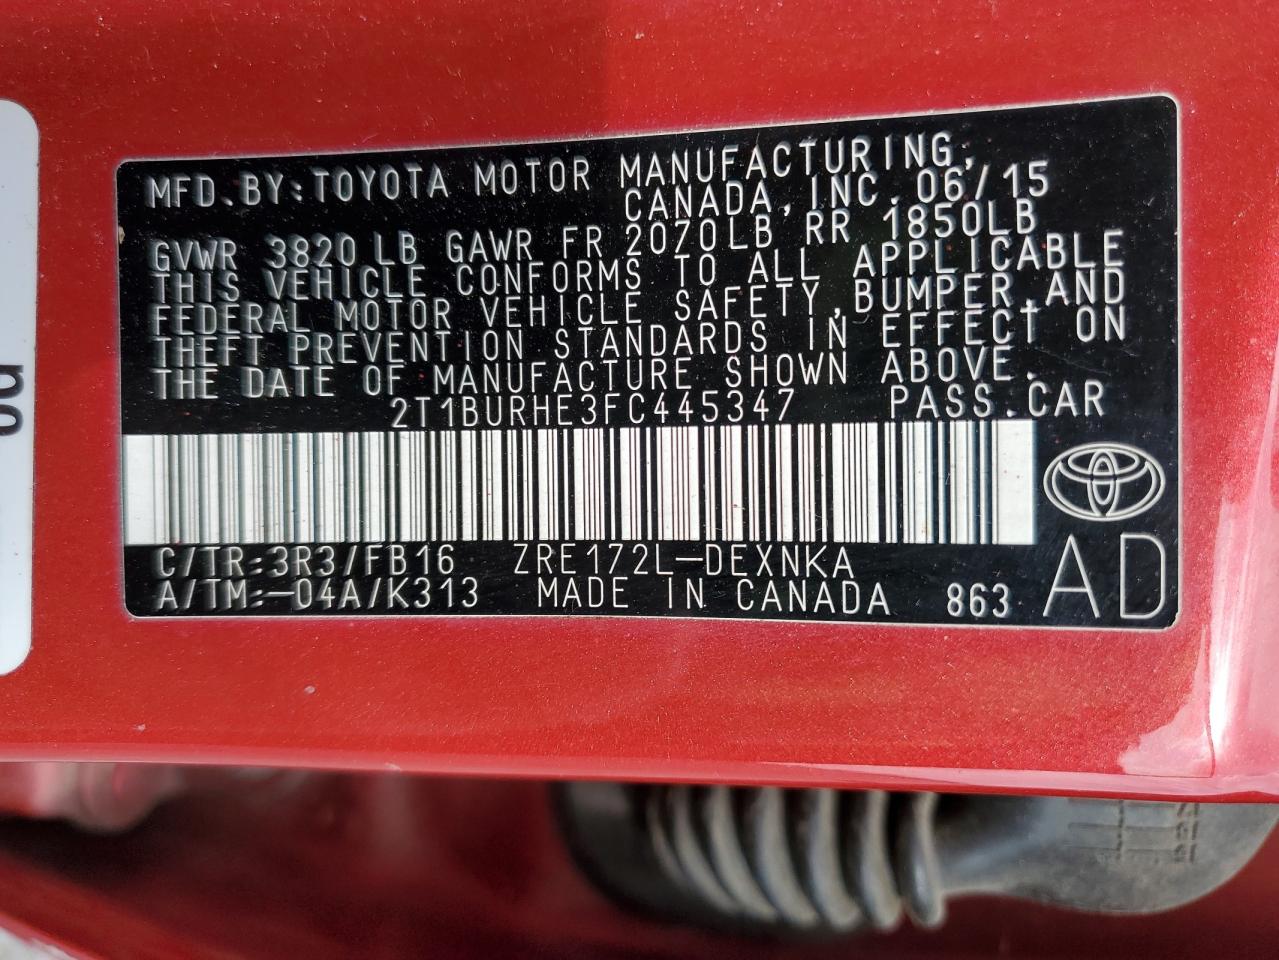 MFD.BY:TOYOTA MOTOR MANUFACTURING,
CANADA,INC.06/15
GVWR 3820LB GAWR FR 2070LB RR 1850LB
THIS VEHICLE CONFORMS TO ALL APPLICABLE
FEDERAL MOTOR VEHICLE SAFETY,BUMPER,AND
THEFT PREVENTION STANDARDS IN EFFECT ON
THE DATE OF MANUFACTURE SHOWN ABOVE.
2T1BURHE3FC445347 PASS.CAR
C/TR:3R3/FB16 ZRE172L-DEXNKA
A/TM:-04A/K313 MADE IN CANADA 863 AD